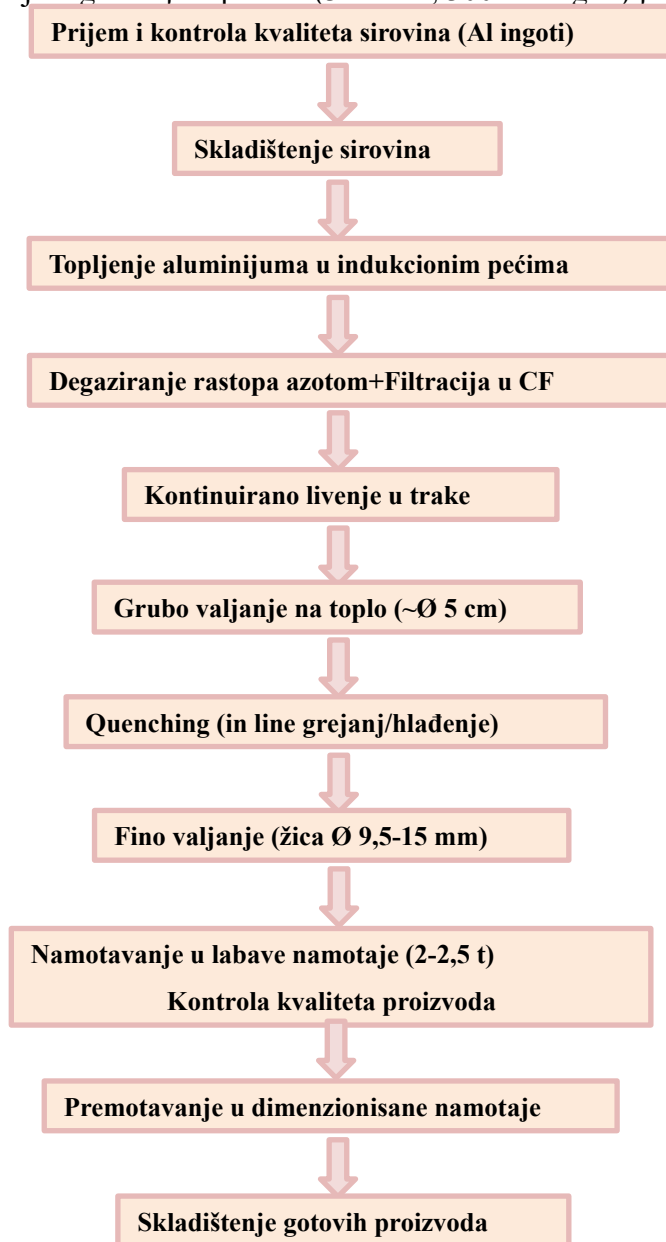 Prijem i kontrola kvaliteta sirovina (Al ingoti)
Skladištenje sirovina
Topljenje aluminijuma u indukcionim pećima
Degaziranje rastopa azotom+Filtracija u CF
Kontinuirano livenje u trake
Grubo valjanje na toplo (~Ø 5 cm)
Quenching (in line grejanj/hlađenje)
Fino valjanje (žica Ø 9,5-15 mm)
Namotavanje u labave namotaje (2-2,5 t)
Kontrola kvaliteta proizvoda
Premotavanje u dimenzionisane namotaje
Skladištenje gotovih proizvoda